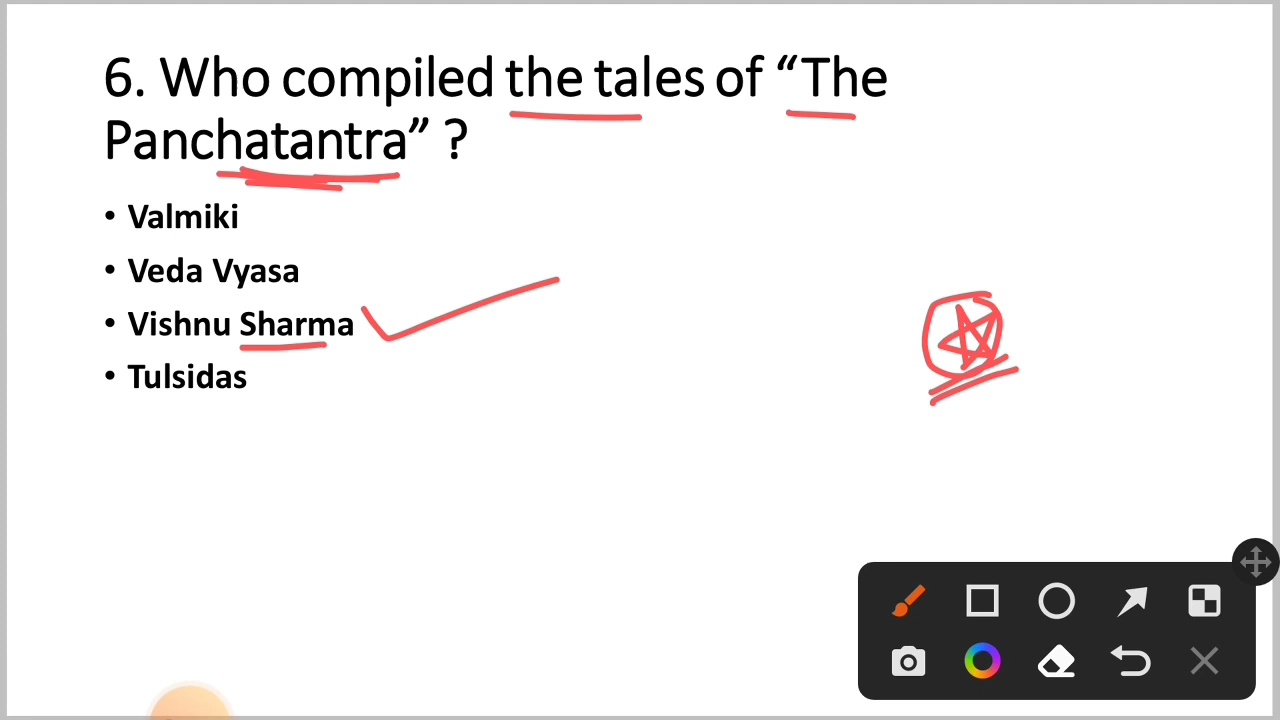 6. Who compiled the tales of “The
Panchatantra” ?
• Valmiki
• Veda Vyasa
• Vishnu Sharma
• Tulsidas